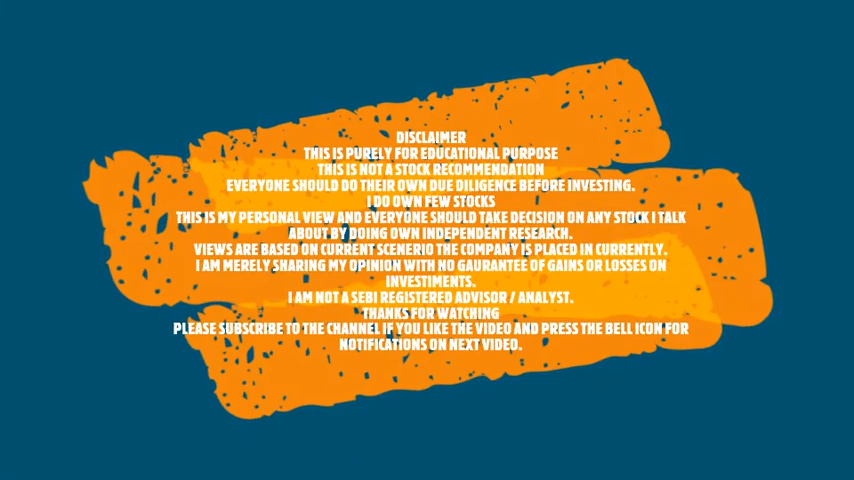 DISCLAIMER
THIS IS PURELY FOR EDUCATIONAL PURPOSE
THIS IS NOT A STOCK RECOMMENDATION
EVERYONE SHOULD DO THEIR OWN DUE DILIGENCE BEFORE INVESTING.
I DO OWN FEW STOCKS
THIS IS MY PERSONAL VIEW AND EVERYONE SHOULD TAKE DECISION ON ANY STOCK I TALK
ABOUT BY DOING OWN INDEPENDENT RESEARCH.
VIEWS ARE BASED ON CURRENT SCENERIO THE COMPANY IS PLACED IN CURRENTLY.
I AM MERELY SHARING MY OPINION WITH NO GAURANTEE OF GAINS OR LOSSES ON
INVESTIMENTS.
I AM NOT A SEBI REGISTERED ADVISOR / ANALYST.
THANKS FOR WATCHING
PLEASE SUBSCRIBE TO THE CHANNEL IF YOU LIKE THE VIDEO AND PRESS THE BELL ICON FOR
NOTIFICATIONS ON NEXT VIDEO.